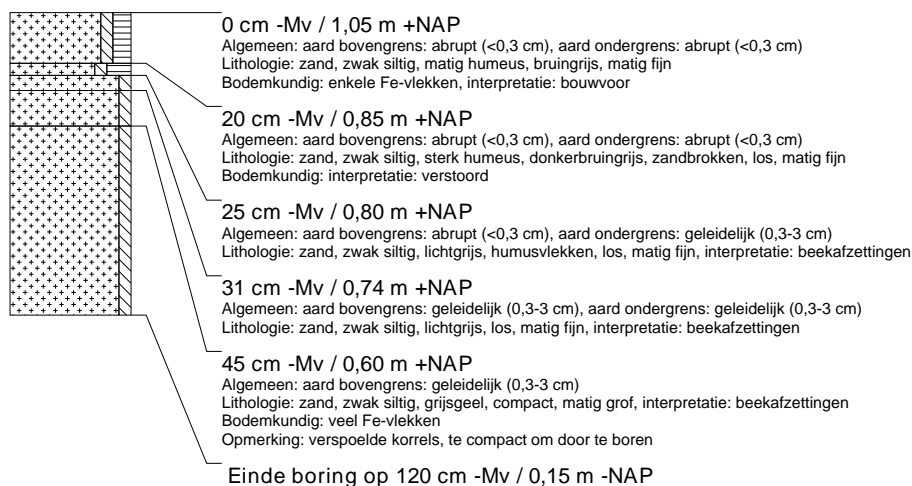 0 cm -Mv / 1,05 m +NAP
Algemeen: aard bovengrens: abrupt (<0,3 cm), aard ondergrens: abrupt (<0,3 cm)
Lithologie: zand, zwak siltig, matig humeus, bruingrijs, matig fijn
Bodemkundig: enkele Fe-vlekken, interpretatie: bouwvoor
20 cm -Mv / 0,85 m +NAP
Algemeen: aard bovengrens: abrupt (<0,3 cm), aard ondergrens: abrupt (<0,3 cm)
Lithologie: zand, zwak siltig, sterk humeus, donkerbruingrijs, zandbrokken, los, matig fijn
Bodemkundig: interpretatie: verstoord
25 cm -Mv / 0,80 m +NAP
Algemeen: aard bovengrens: abrupt (<0,3 cm), aard ondergrens: geleidelijk (0,3-3 cm)
Lithologie: zand, zwak siltig, lichtgrijs, humusvlekken, los, matig fijn, interpretatie: beekafzettingen
31 cm -Mv / 0,74 m +NAP
Algemeen: aard bovengrens: geleidelijk (0,3-3 cm), aard ondergrens: geleidelijk (0,3-3 cm)
Lithologie: zand, zwak siltig, lichtgrijs, los, matig fijn, interpretatie: beekafzettingen
45 cm -Mv / 0,60 m +NAP
Algemeen: aard bovengrens: geleidelijk (0,3-3 cm)
Lithologie: zand, zwak siltig, grijsgeel, compact, matig grof, interpretatie: beekafzettingen
Bodemkundig: veel Fe-vlekken
Opmerking: verspoelde korrels, te compact om door te boren
Einde boring op 120 cm -Mv / 0,15 m -NAP